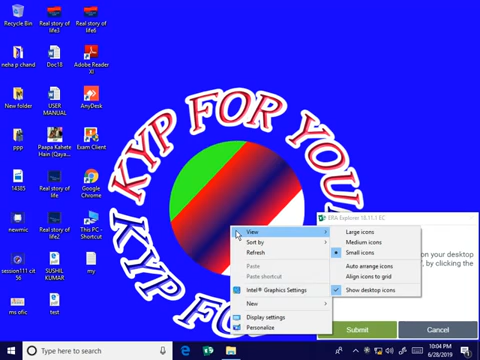 Recycle Bin
Real story of life3
Real story of life6
neha p chand
Doc18
Adobe Reader XI
New folder
USER MANUAL
AnyDesk
ppp
Paapa Kahete Hain (Qaya...
Exam Client
14385
Real story of life
Google Chrome
newmic
Real story of life2
This PC - Shortcut
session111 cit 56
SUSHIL KUMAR
my
ms ofic
test
KYP FOR YOU
KYP FO
View
Sort by
Refresh
Paste
Paste shortcut
Intel® Graphics Settings
New
Display settings
Personalize
ERA Explorer 18.11.1 EC
Large icons
Medium icons
Small icons
Auto arrange icons
Align icons to grid
Show desktop icons
on your desktop
", by clicking the
Submit
Cancel
Type here to search
10:04 PM
6/28/2019